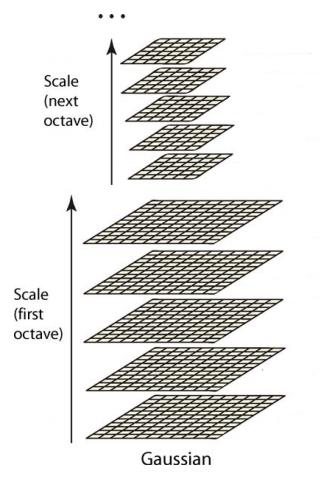 ...
Scale
(next
octave)
Scale
(first
octave)
Gaussian